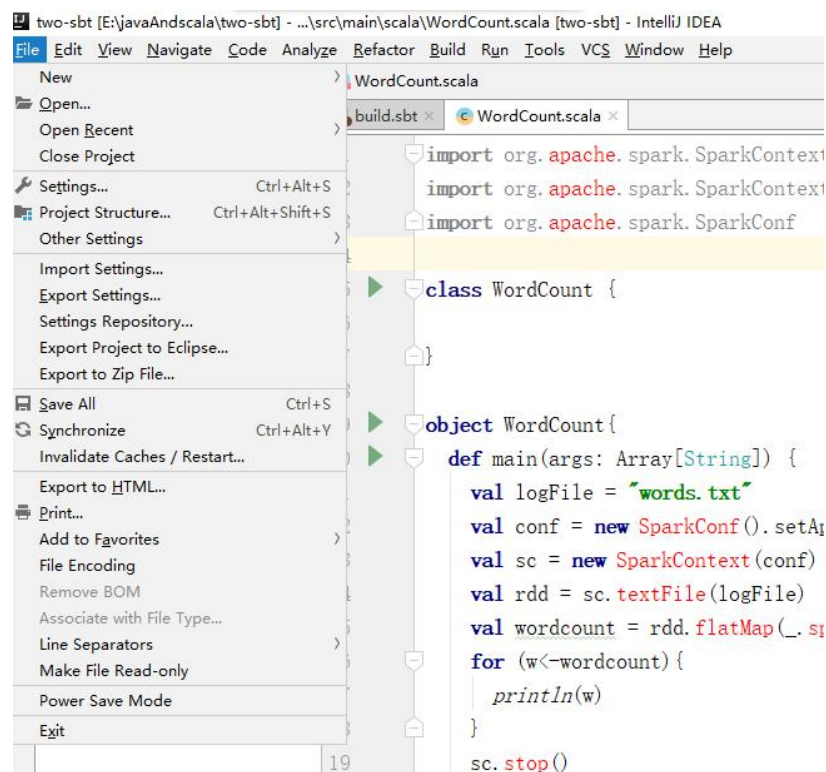 two-sbt [E:\javaAndscala\two-sbt] - ...\src\main\scala\WordCount.scala [two-sbt] - IntelliJ IDEA
File Edit View Navigate Code Analyze Refactor Build Run Tools VCS Window Help
New
Open...
Open Recent
Close Project
Settings... Ctrl+Alt+S
Project Structure... Ctrl+Alt+Shift+S
Other Settings
Import Settings...
Export Settings...
Settings Repository...
Export Project to Eclipse...
Export to Zip File...
Save All Ctrl+S
Synchronize Ctrl+Alt+Y
Invalidate Caches / Restart...
Export to HTML...
Print...
Add to Favorites
File Encoding
Remove BOM
Associate with File Type...
Line Separators
Make File Read-only
Power Save Mode
Exit
WordCount.scala
build.sbt WordCount.scala
import org.apache.spark.SparkContext
import org.apache.spark.SparkContext
import org.apache.spark.SparkConf
class WordCount {
}
object WordCount{
def main(args: Array[String]) {
val logFile = "words.txt"
val conf = new SparkConf().setAp
val sc = new SparkContext(conf)
val rdd = sc.textFile(logFile)
val wordcount = rdd.flatMap(_.sp
for (w<-wordcount){
println(w)
}
19 sc.stop()